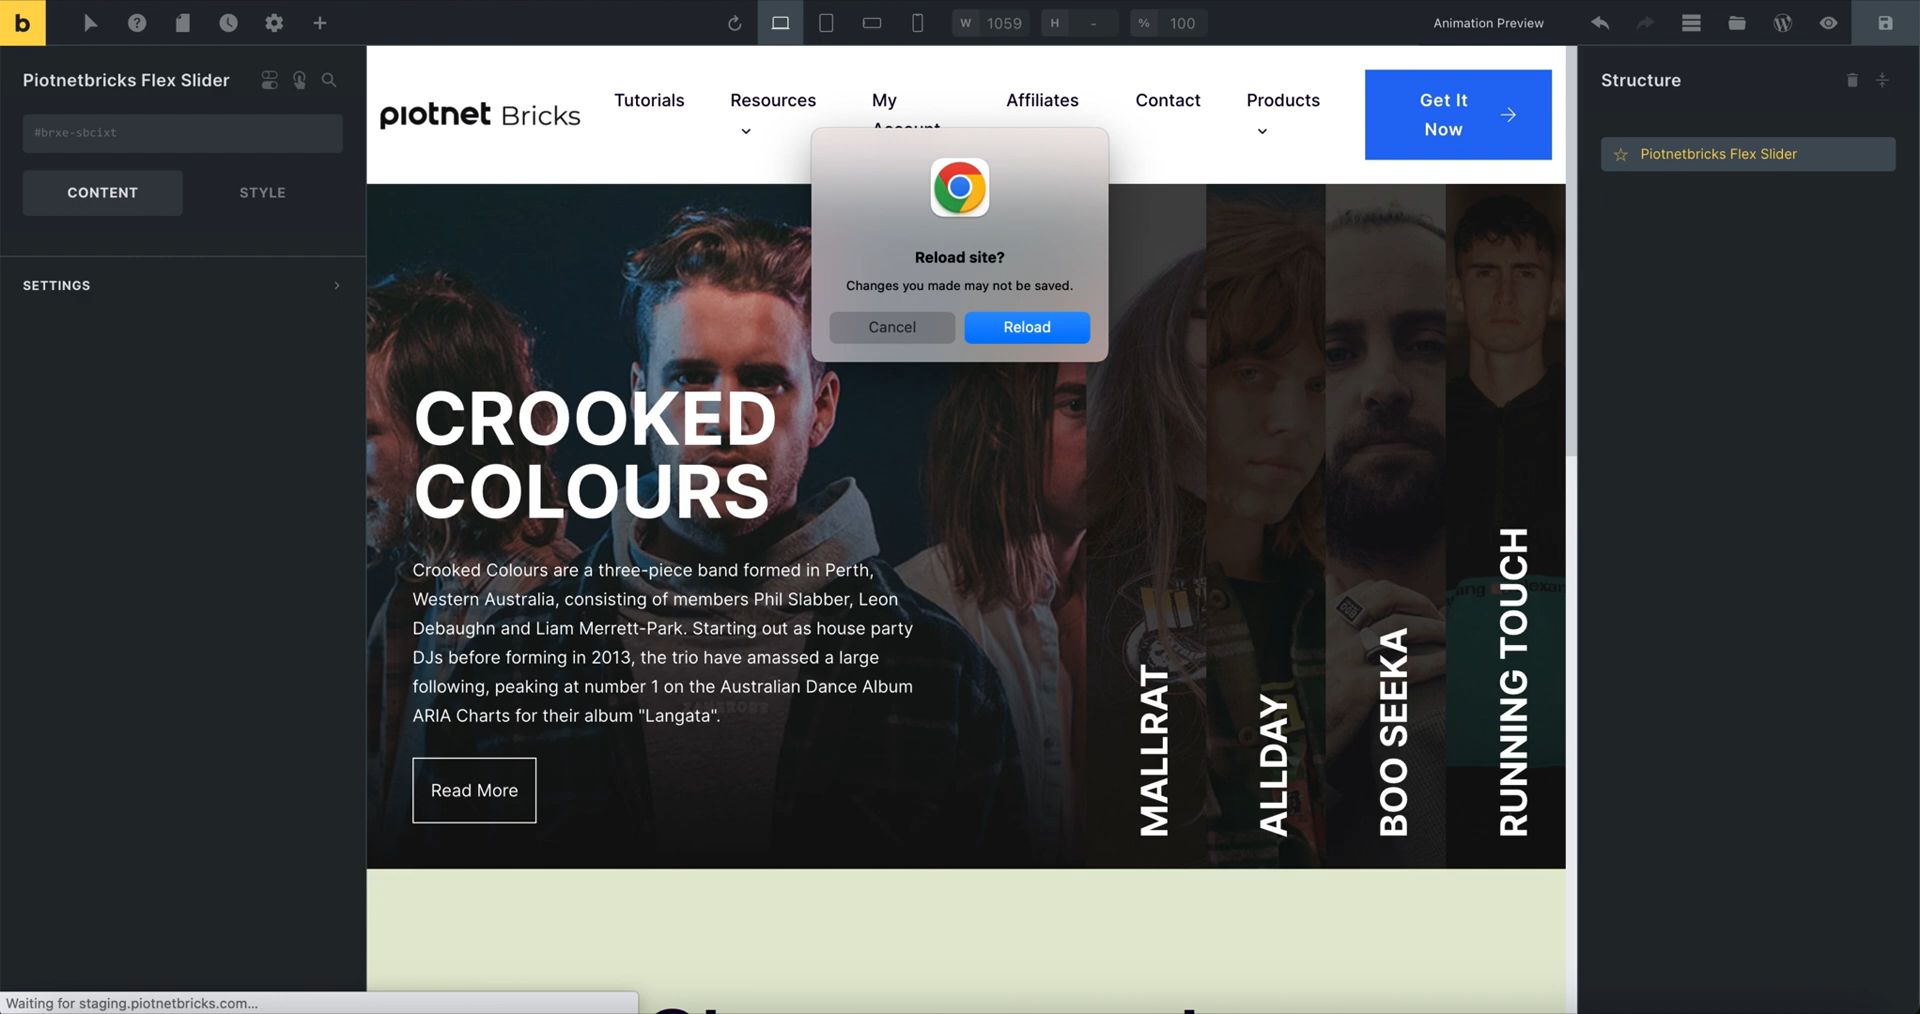 b
W 1059
H -
% 100
Animation Preview
Piotnetbricks Flex Slider
#brxe-sbcixt
CONTENT
STYLE
SETTINGS
piotnet Bricks
Tutorials
Resources
My
Account
Affiliates
Contact
Products
Get It
Now
Reload site?
Changes you made may not be saved.
Cancel
Reload
Structure
Piotnetbricks Flex Slider
CROOKED
COLOURS
Crooked Colours are a three-piece band formed in Perth,
Western Australia, consisting of members Phil Slabber, Leon
Debaughn and Liam Merrett-Park. Starting out as house party
DJs before forming in 2013, the trio have amassed a large
following, peaking at number 1 on the Australian Dance Album
ARIA Charts for their album "Langata".
Read More
MALLRAT
ALLDAY
BOO SEEKA
RUNNING TOUCH
Waiting for staging.piotnetbricks.com...